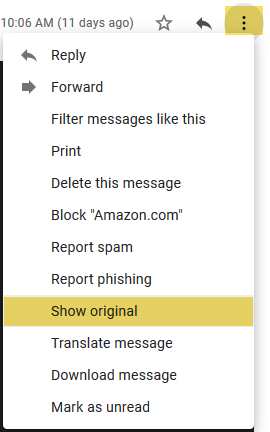 10:06 AM (11 days ago)
Reply
Forward
Filter messages like this
Print
Delete this message
Block "Amazon.com"
Report spam
Report phishing
Show original
Translate message
Download message
Mark as unread